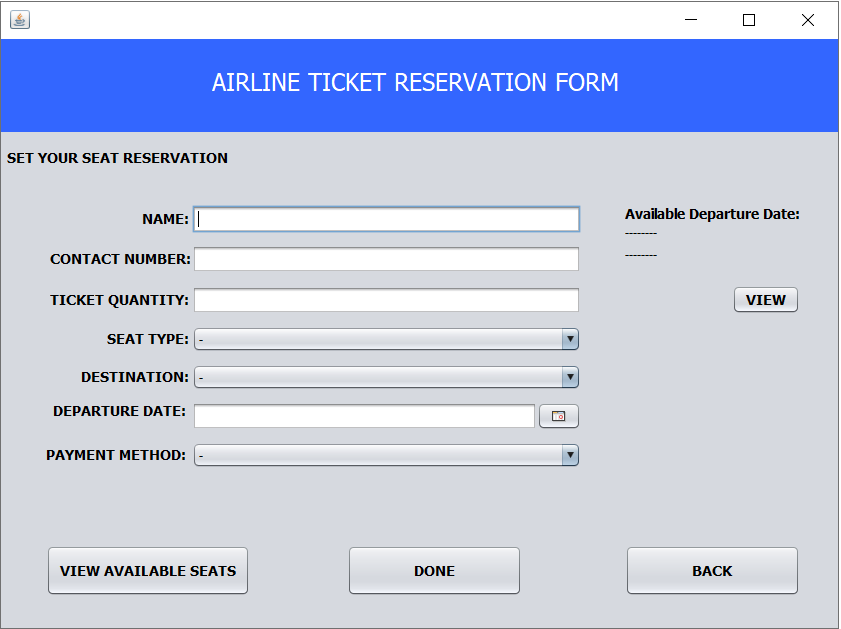 AIRLINE TICKET RESERVATION FORM
SET YOUR SEAT RESERVATION
NAME:
Available Departure Date:
--------
--------
CONTACT NUMBER:
TICKET QUANTITY:
VIEW
SEAT TYPE: -
DESTINATION: -
DEPARTURE DATE:
PAYMENT METHOD: -
VIEW AVAILABLE SEATS
DONE
BACK